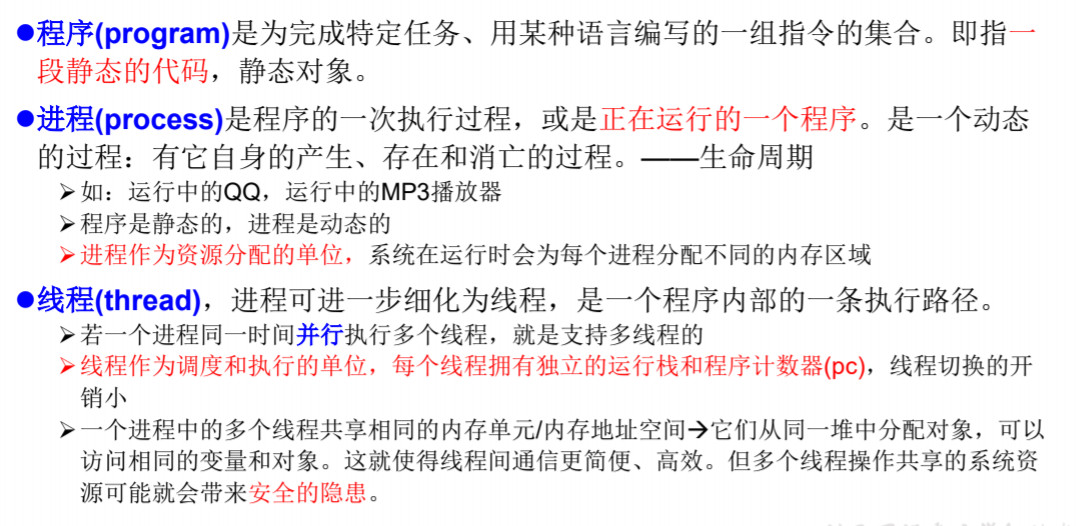 ●程序(program)是为完成特定任务、用某种语言编写的一组指令的集合。即指一
段静态的代码，静态对象。
●进程(process)是程序的一次执行过程，或是正在运行的一个程序。是一个动态
的过程：有它自身的产生、存在和消亡的过程。——生命周期
➢如：运行中的QQ，运行中的MP3播放器
➢程序是静态的，进程是动态的
➢进程作为资源分配的单位，系统在运行时会为每个进程分配不同的内存区域
●线程(thread)，进程可进一步细化为线程，是一个程序内部的一条执行路径。
➢若一个进程同一时间并行执行多个线程，就是支持多线程的
➢线程作为调度和执行的单位，每个线程拥有独立的运行栈和程序计数器(pc)，线程切换的开
销小
➢一个进程中的多个线程共享相同的内存单元/内存地址空间→它们从同一堆中分配对象，可以
访问相同的变量和对象。这就使得线程间通信更简便、高效。但多个线程操作共享的系统资
源可能就会带来安全的隐患。